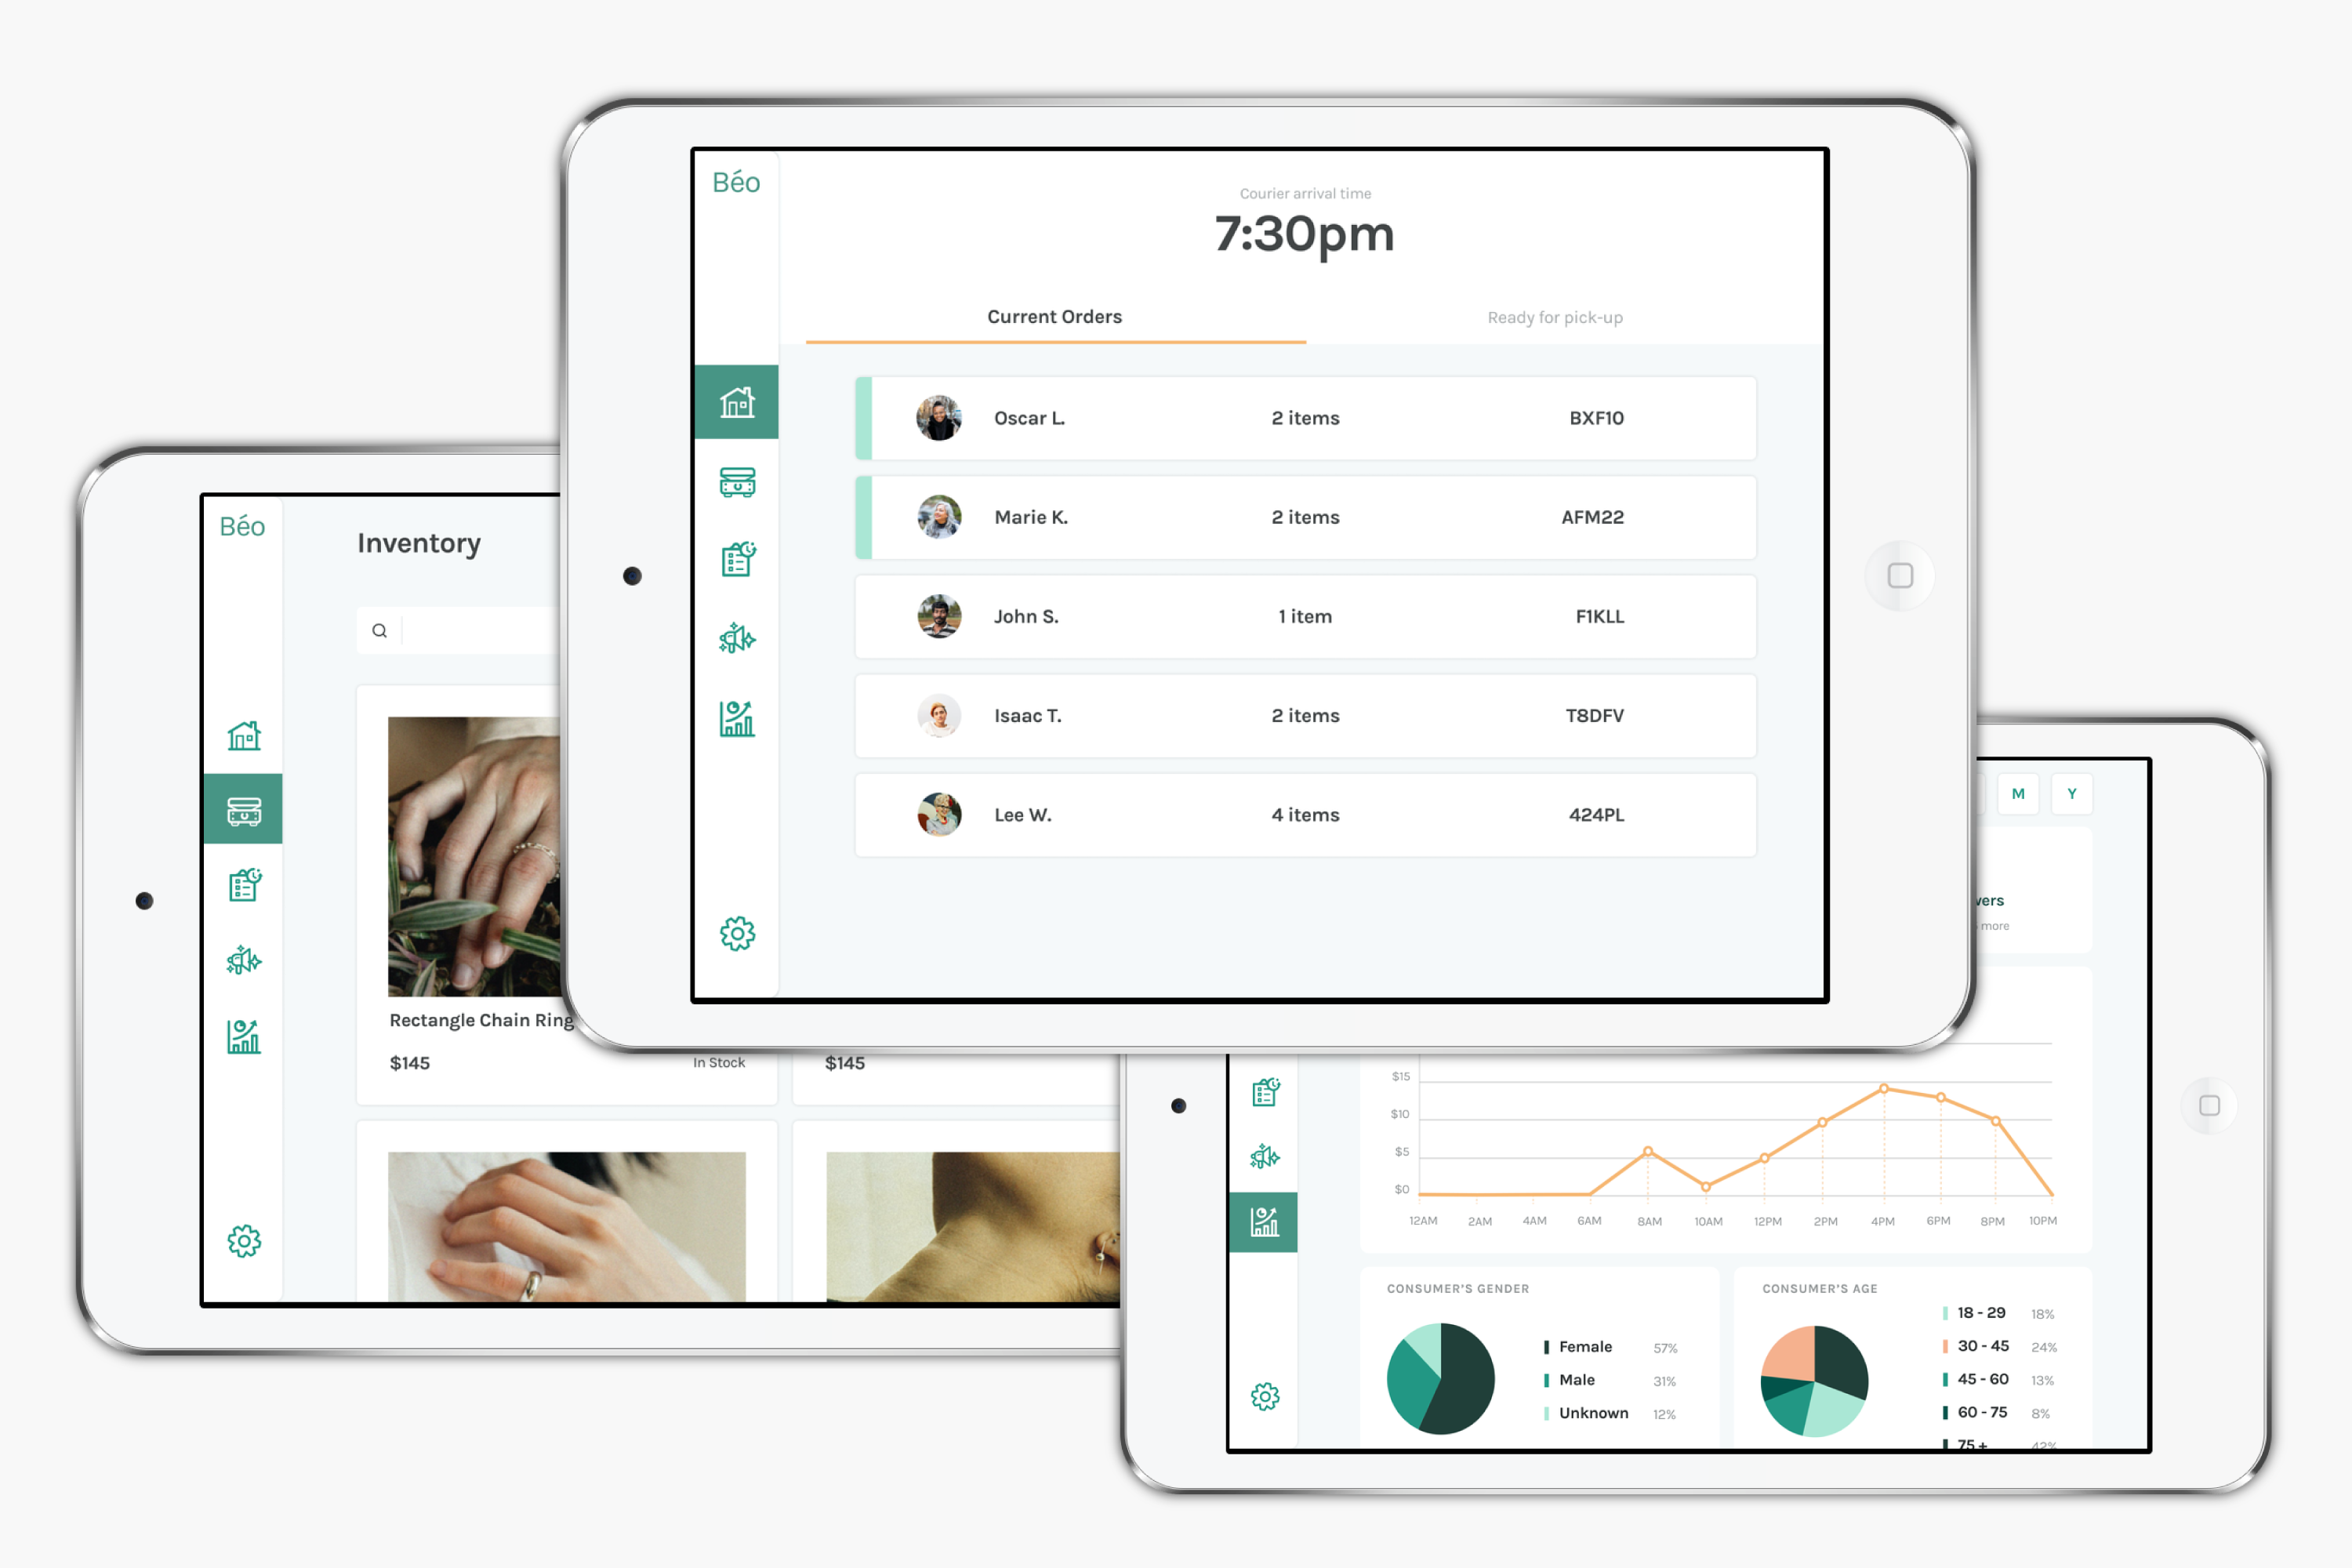 Béo
Courier arrival time
7:30pm
Current Orders
Ready for pick-up
Oscar L.
2 items
BXF10
Marie K.
2 items
AFM22
John S.
1 item
F1KLL
Isaac T.
2 items
T8DFV
Lee W.
4 items
424PL
Béo
Inventory
Rectangle Chain Ring
$145
In Stock
$145
M
Y
more
$15
$10
$5
$0
12AM
2AM
4AM
6AM
8AM
10AM
12PM
2PM
4PM
6PM
8PM
10PM
CONSUMER'S GENDER
Female 57%
Male 31%
Unknown 12%
CONSUMER'S AGE
18 - 29 18%
30 - 45 24%
45 - 60 13%
60 - 75 8%
75 + 42%